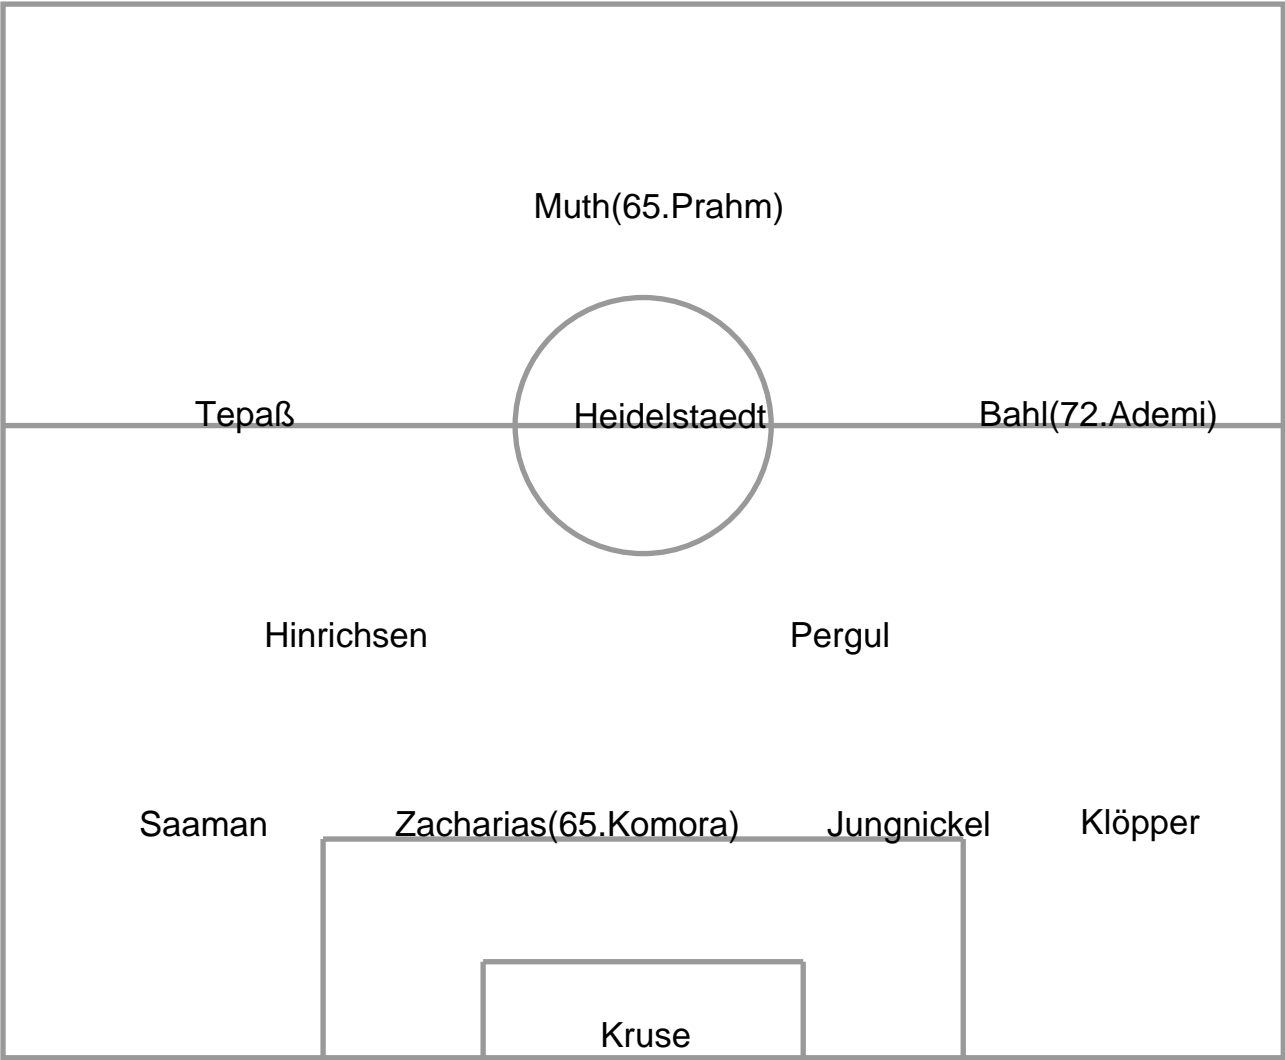 Muth(65.Prahm)
Tepaß Heidelstaedt Bahl(72.Ademi)
Hinrichsen Pergul
Saaman Zacharias(65.Komora) Jungnickel Klöpper
Kruse